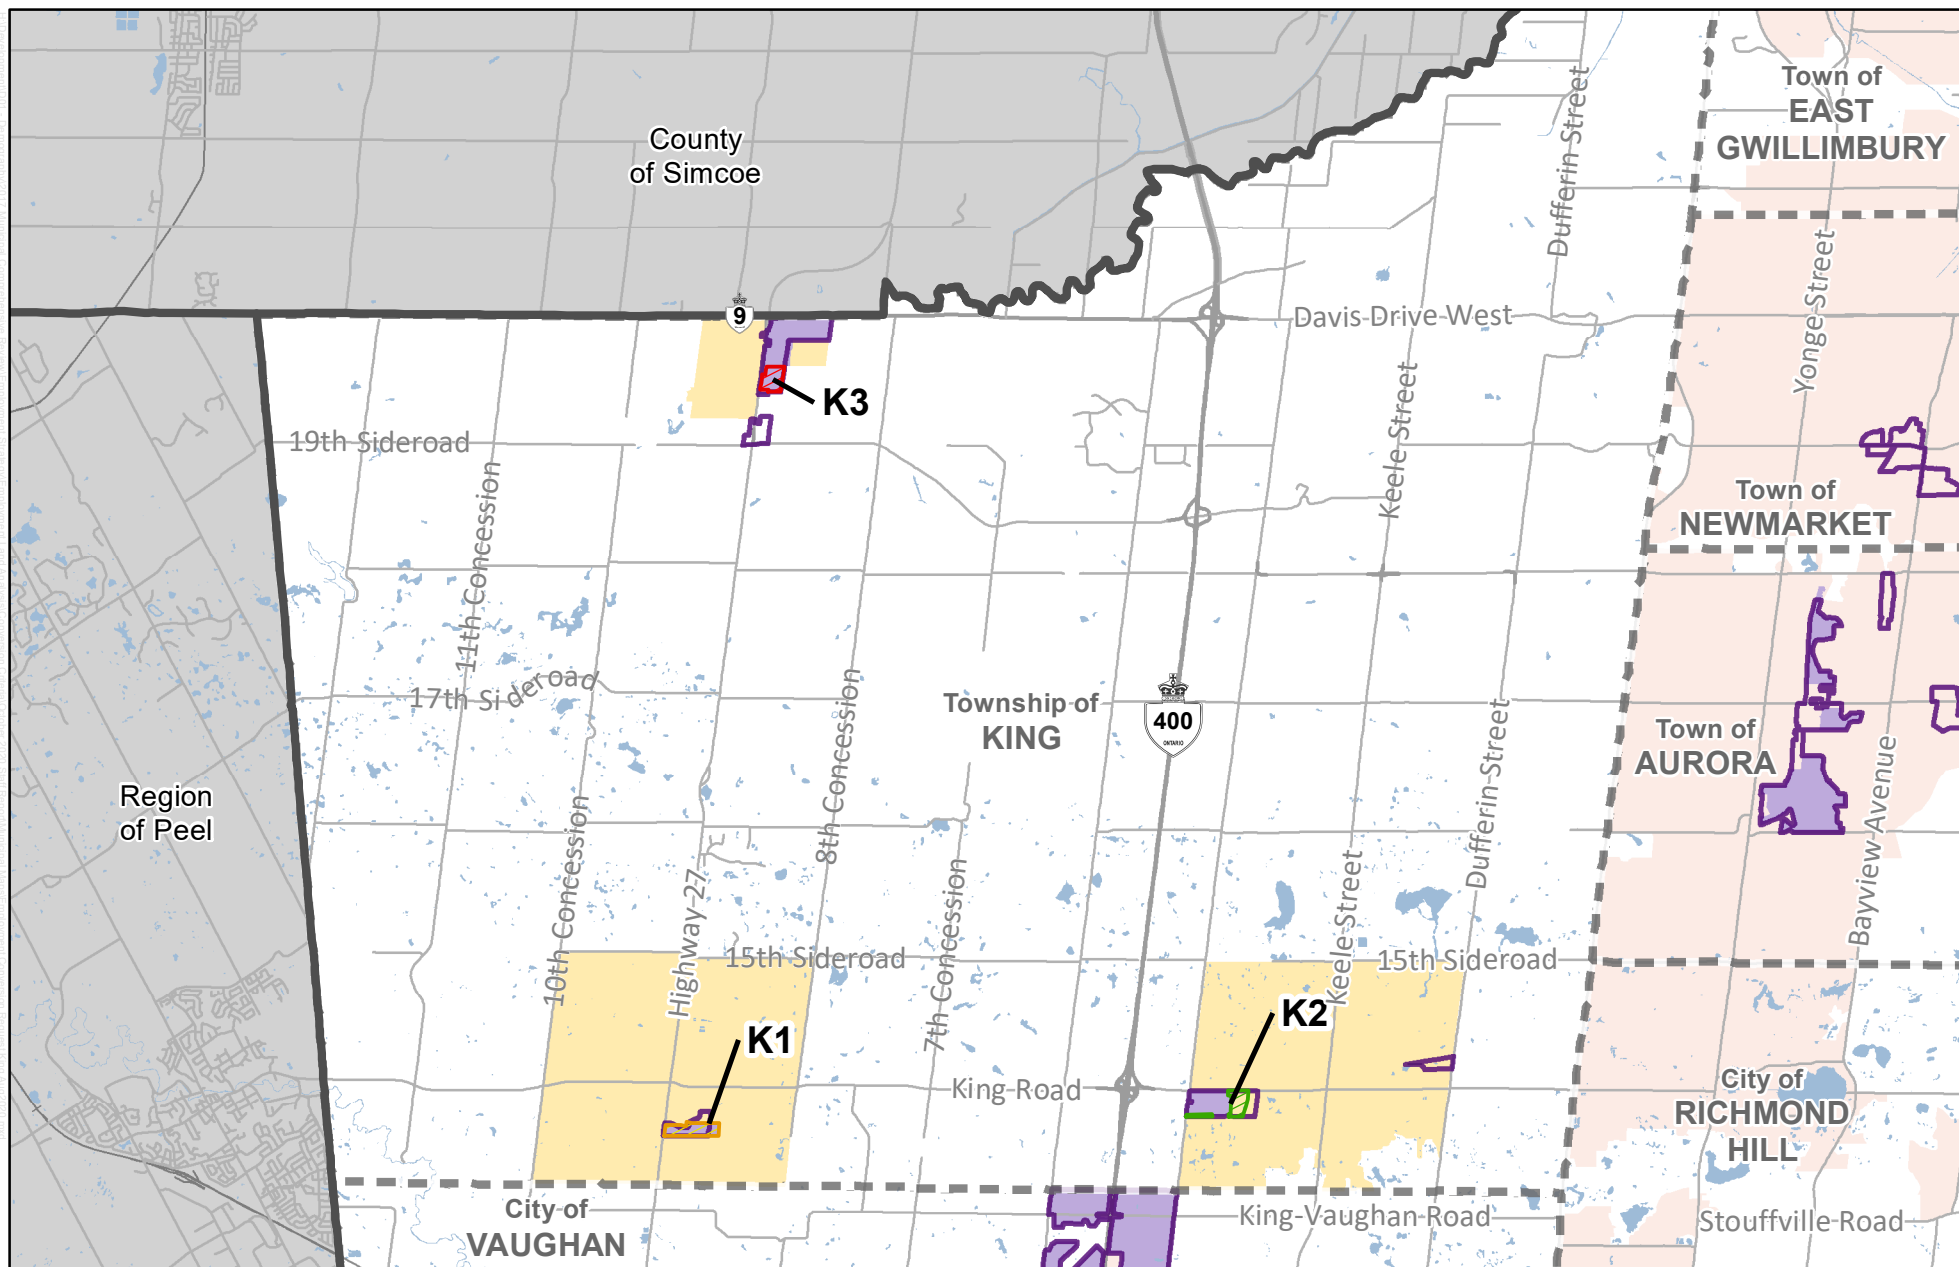 County
of Simcoe
Town of
EAST
GWILLIMBURY
Dufferin Street
Yonge Street
9
Davis Drive West
K3
19th Sideroad
Keele Street
11th Concession
Town of
NEWMARKET
17th Sideroad
8th Concession
Township of
KING
400
ONTARIO
Dufferin Street
Town of
AURORA
Bayview Avenue
Region
of Peel
10th Concession
Highway 27
15th Sideroad
7th Concession
Keele Street
15th Sideroad
K1
K2
King Road
City of
RICHMOND
HILL
City of
VAUGHAN
King-Vaughan Road
Stouffville Road